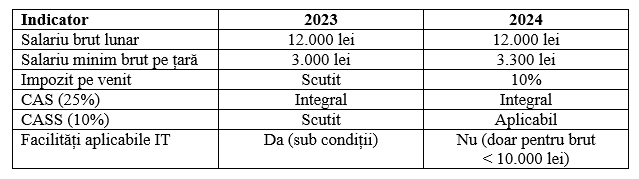 Indicator 2023 2024
Salariu brut lunar 12.000 lei 12.000 lei
Salariu minim brut pe țară 3.000 lei 3.300 lei
Impozit pe venit Scutit 10%
CAS (25%) Integral Integral
CASS (10%) Scutit Aplicabil
Facilități aplicabile IT Da (sub condiții) Nu (doar pentru brut
< 10.000 lei)